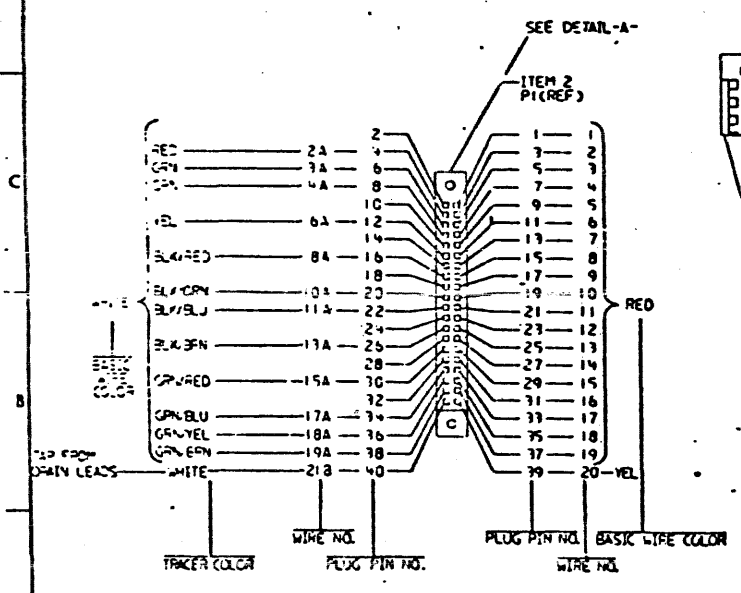 SEE DETAIL-A-
ITEM 2
P1(REF)
2 1 1
RED 2A 4 3 2
GRN 3A 6 5 3
4A 8 7 4
10 9 5
YEL 6A 12 11 6
14 13 7
BLK/RED 8A 16 15 8
18 17 9
BLK/GRN 10A 20 19 10
WHITE RED
BLK/BLU 11A 22 21 11
24 23 12
BLK/BRN 13A 26 25 13
28 27 14
GRN/RED 15A 30 29 15
32 31 16
GRN/BLU 17A 34 33 17
GRN/YEL 18A 36 35 18
GRN/BRN 19A 38 37 19
WHITE 21B 40 39 20 YEL
COLOR
TAP FROM
DRAIN LEADS
C
B
WIRE NO.
PLUG PIN NO. BASIC WIRE COLOR
TRACER COLOR
PLUG PIN NO.
WIRE NO.